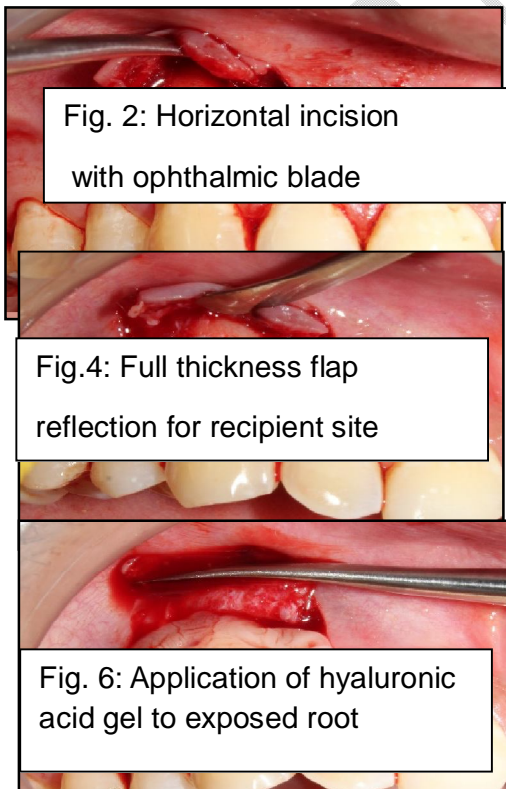 Fig. 2: Horizontal incision
with ophthalmic blade
Fig.4: Full thickness flap
reflection for recipient site
Fig. 6: Application of hyaluronic
acid gel to exposed root